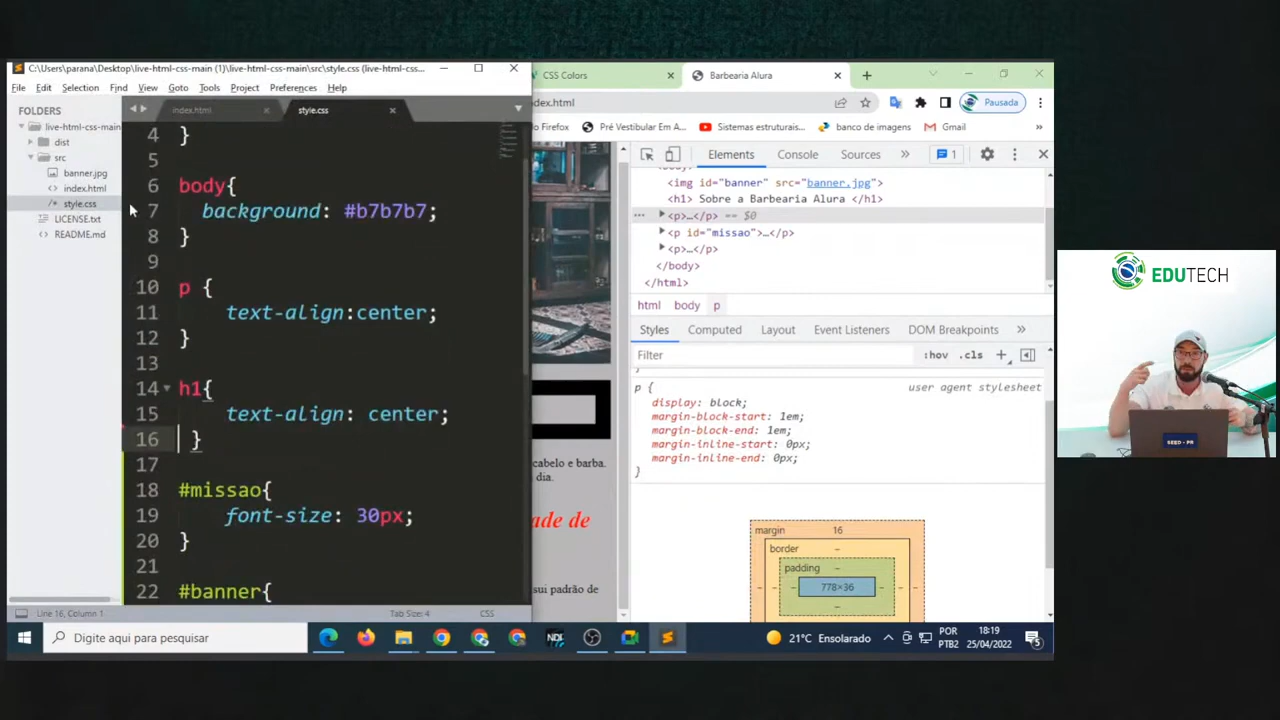 C:\Users\parana\Desktop\live-html-css-main (1)\live-html-css-main\src\style.css (live-html-css...
File Edit Selection Find View Goto Tools Project Preferences Help
FOLDERS
live-html-css-main
dist
src
banner.jpg
index.html
style.css
LICENSE.txt
README.md
index.html
style.css
4 }
5
6 body{
7 background: #b7b7b7;
8 }
9
10 p {
11 text-align:center;
12 }
13
14 h1{
15 text-align: center;
16 }
17
18 #missao{
19 font-size: 30px;
20 }
21
22 #banner{
Line 16, Column 1 Tab Size: 4 CSS
CSS Colors
Barbearia Alura
dex.html
Pausada
o Firefox Pré Vestibular Em A... Sistemas estruturais... banco de imagens Gmail »
cabelo e barba.
dia.
ade de
sui padrão de
Elements Console Sources » 1
<img id="banner" src="banner.jpg">
<h1> Sobre a Barbearia Alura </h1>
<p>…</p> == $0
<p id="missao">…</p>
<p>…</p>
</body>
</html>
html body p
Styles Computed Layout Event Listeners DOM Breakpoints »
Filter :hov .cls +
}
p { user agent stylesheet
display: block;
margin-block-start: 1em;
margin-block-end: 1em;
margin-inline-start: 0px;
margin-inline-end: 0px;
}
margin 16
border –
padding –
778×36
EDUTECH
SEED - PR
Digite aqui para pesquisar
21°C Ensolarado
POR
PTB2
18:19
25/04/2022
5